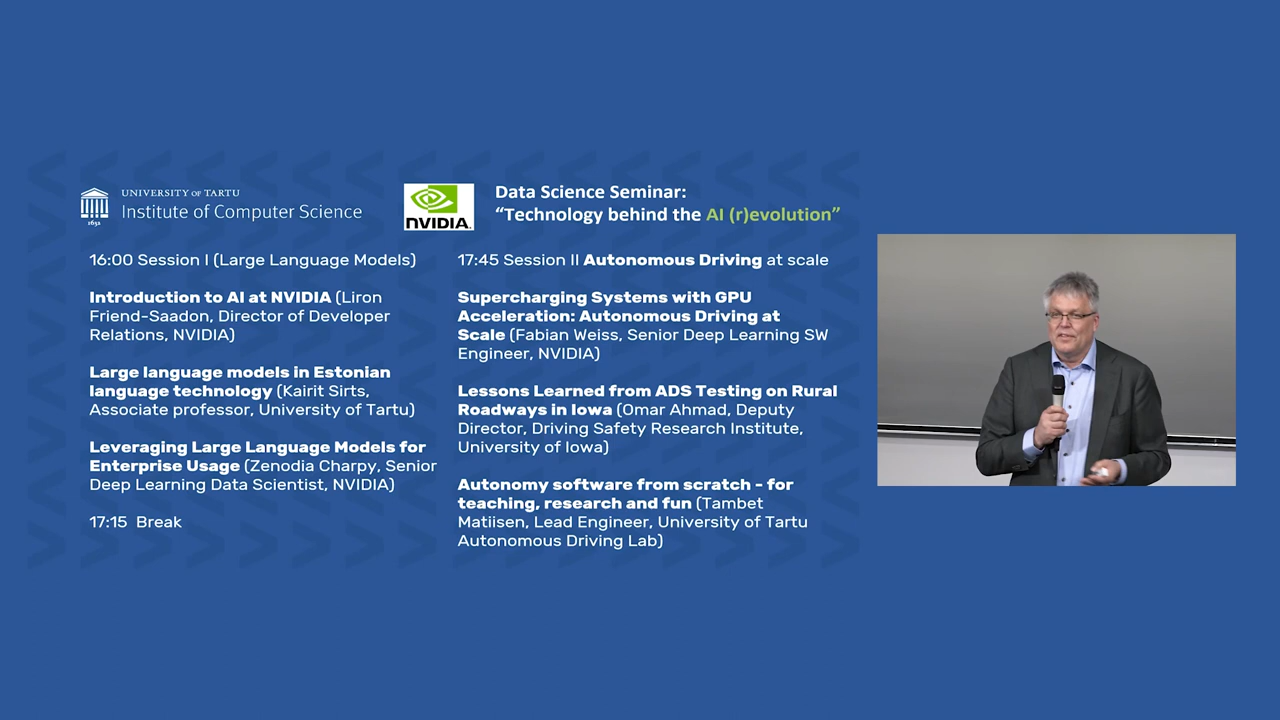 UNIVERSITY OF TARTU
Institute of Computer Science
1632
NVIDIA.
Data Science Seminar:
“Technology behind the AI (r)evolution”
16:00 Session I (Large Language Models)
Introduction to AI at NVIDIA (Liron
Friend-Saadon, Director of Developer
Relations, NVIDIA)
Large language models in Estonian
language technology (Kairit Sirts,
Associate professor, University of Tartu)
Leveraging Large Language Models for
Enterprise Usage (Zenodia Charpy, Senior
Deep Learning Data Scientist, NVIDIA)
17:15 Break
17:45 Session II Autonomous Driving at scale
Supercharging Systems with GPU
Acceleration: Autonomous Driving at
Scale (Fabian Weiss, Senior Deep Learning SW
Engineer, NVIDIA)
Lessons Learned from ADS Testing on Rural
Roadways in Iowa (Omar Ahmad, Deputy
Director, Driving Safety Research Institute,
University of Iowa)
Autonomy software from scratch - for
teaching, research and fun (Tambet
Matiisen, Lead Engineer, University of Tartu
Autonomous Driving Lab)